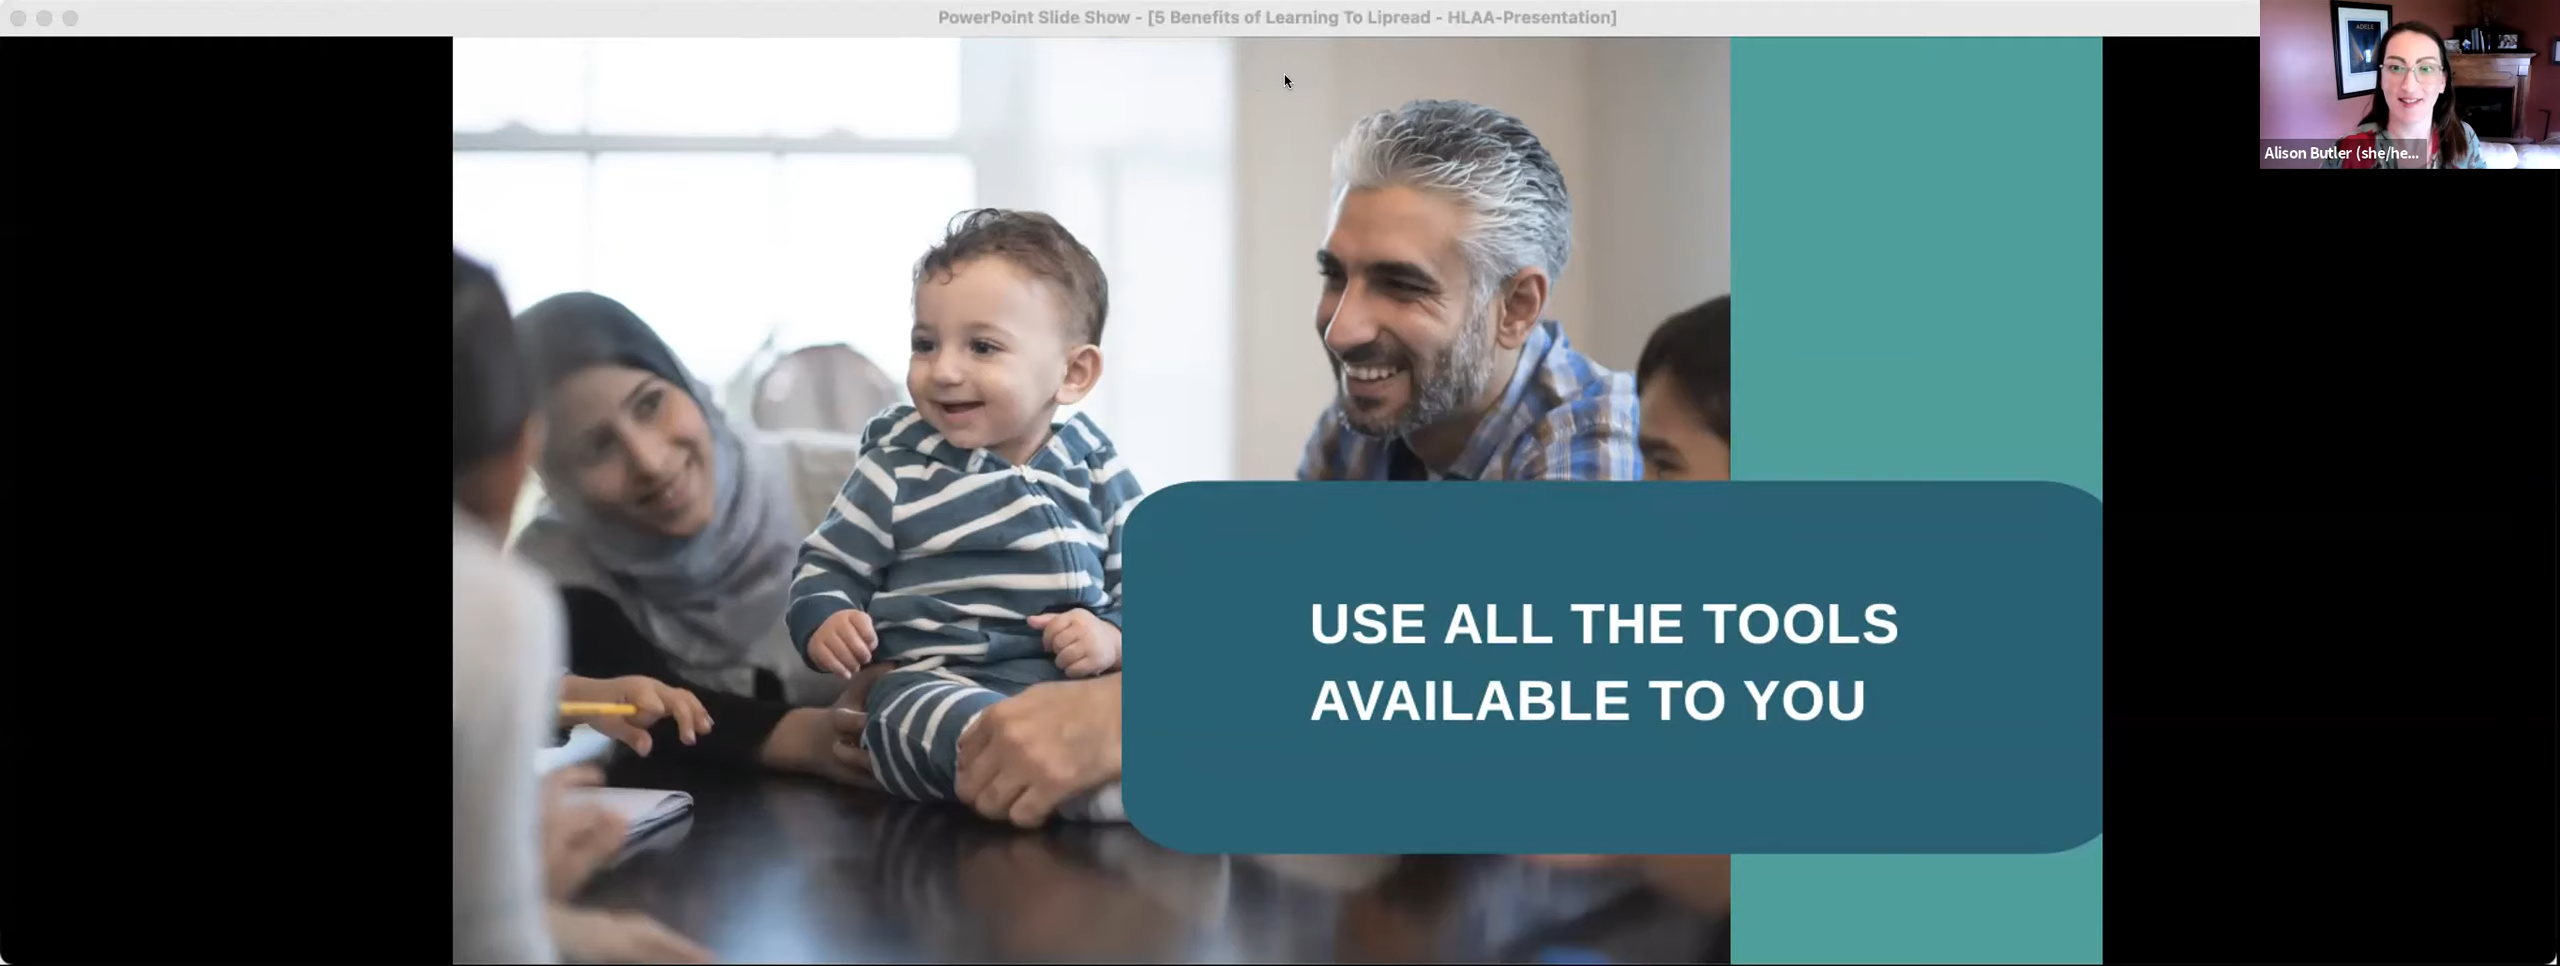 PowerPoint Slide Show - [5 Benefits of Learning To Lipread - HLAA-Presentation]
ADELE
Alison Butler (she/he...
USE ALL THE TOOLS
AVAILABLE TO YOU